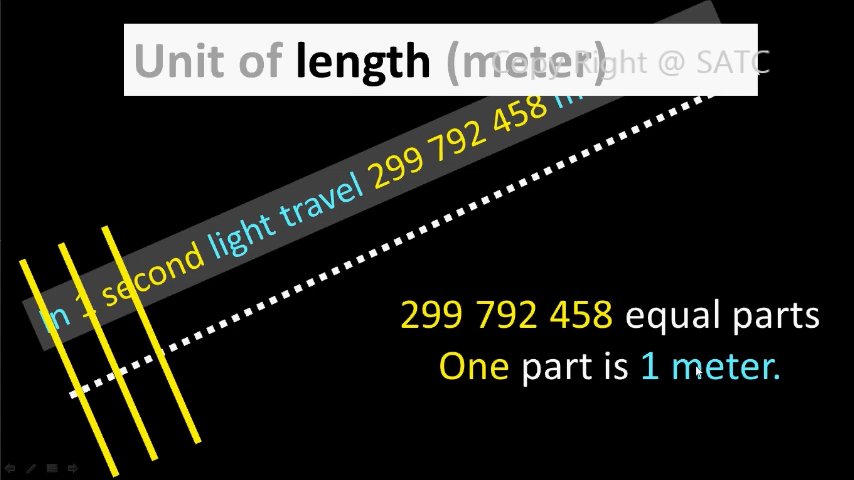 Unit of length (meter)
Copy Right @ SATC
In 1 second light travel 299 792 458
299 792 458 equal parts
One part is 1 meter.